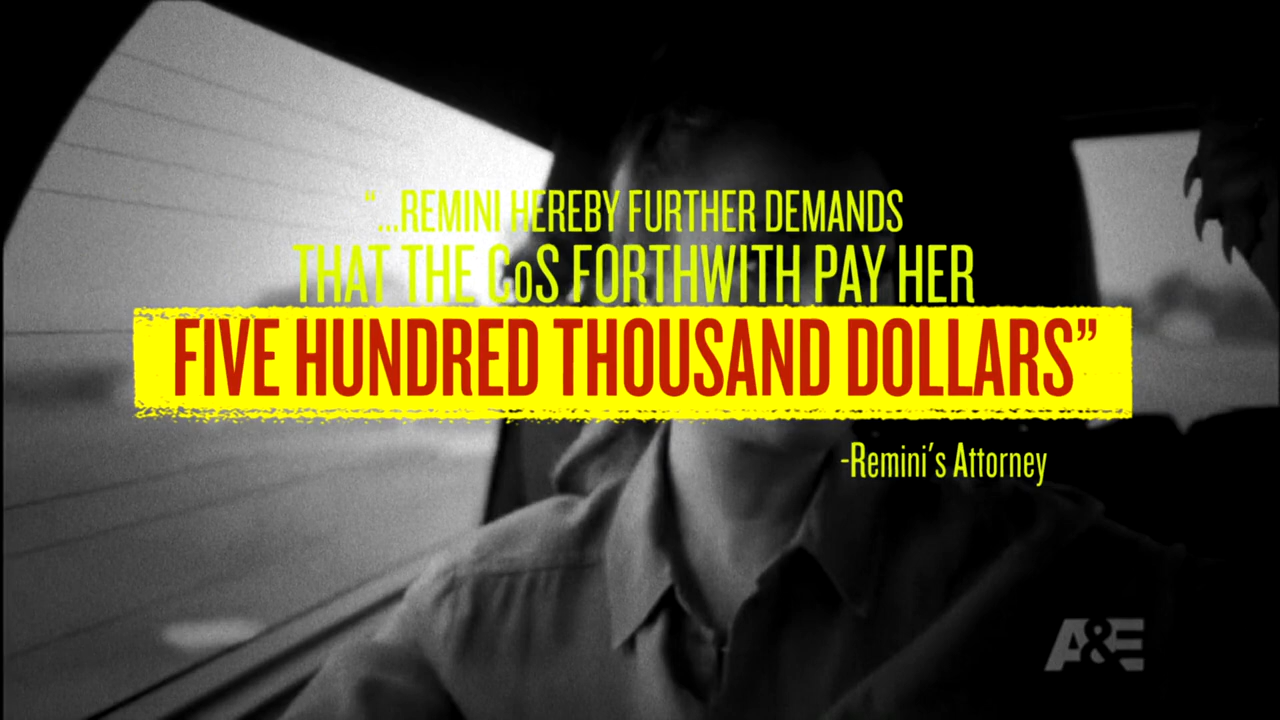 “...REMINI HEREBY FURTHER DEMANDS
THAT THE CoS FORTHWITH PAY HER
FIVE HUNDRED THOUSAND DOLLARS”
-Remini's Attorney
A&E